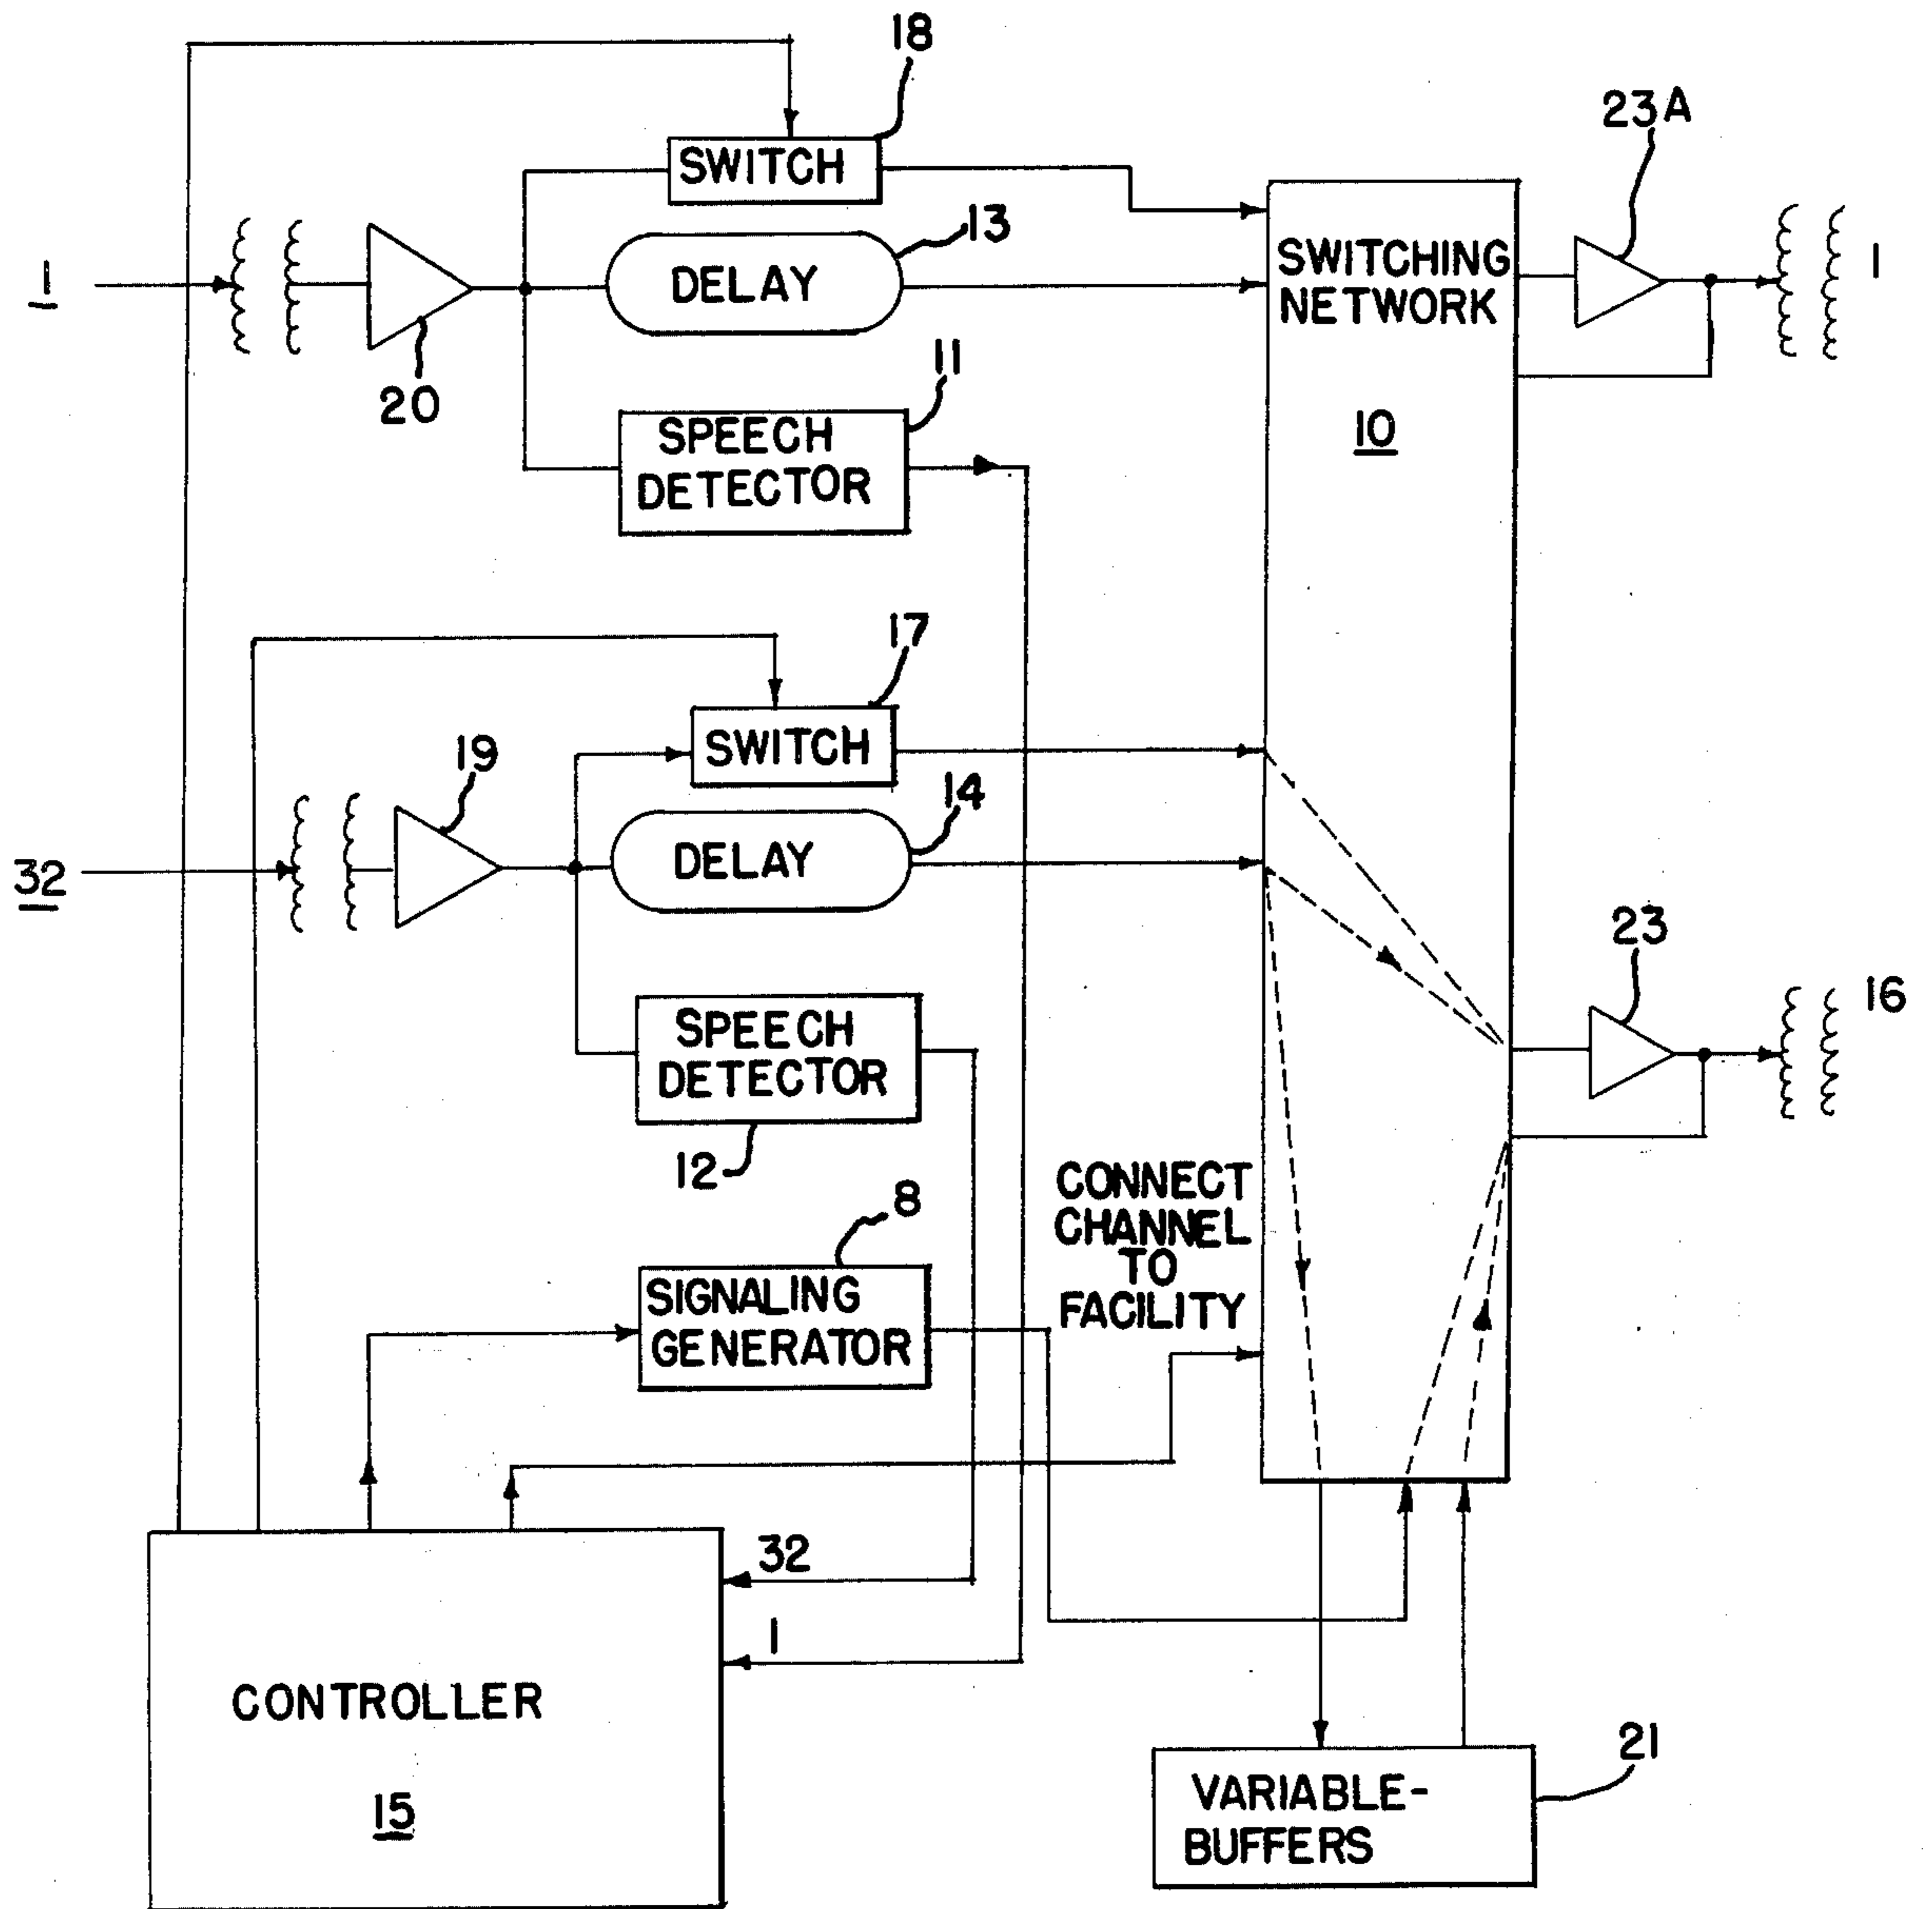 18
23A
SWITCH
13
1
DELAY
SWITCHING
NETWORK
1
20
11
10
SPEECH
DETECTOR
17
19
SWITCH
14
32
DELAY
23
16
SPEECH
DETECTOR
12
8
CONNECT
CHANNEL
TO
FACILITY
SIGNALING
GENERATOR
32
1
CONTROLLER
15
21
VARIABLE-
BUFFERS